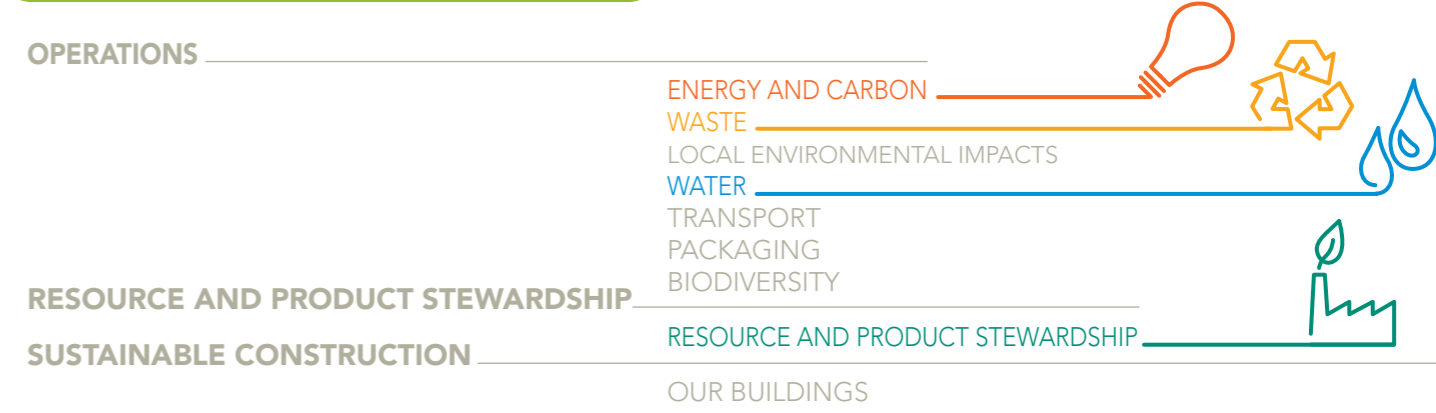 OPERATIONS
ENERGY AND CARBON
WASTE
LOCAL ENVIRONMENTAL IMPACTS
WATER
TRANSPORT
PACKAGING
BIODIVERSITY
RESOURCE AND PRODUCT STEWARDSHIP
RESOURCE AND PRODUCT STEWARDSHIP
SUSTAINABLE CONSTRUCTION
OUR BUILDINGS